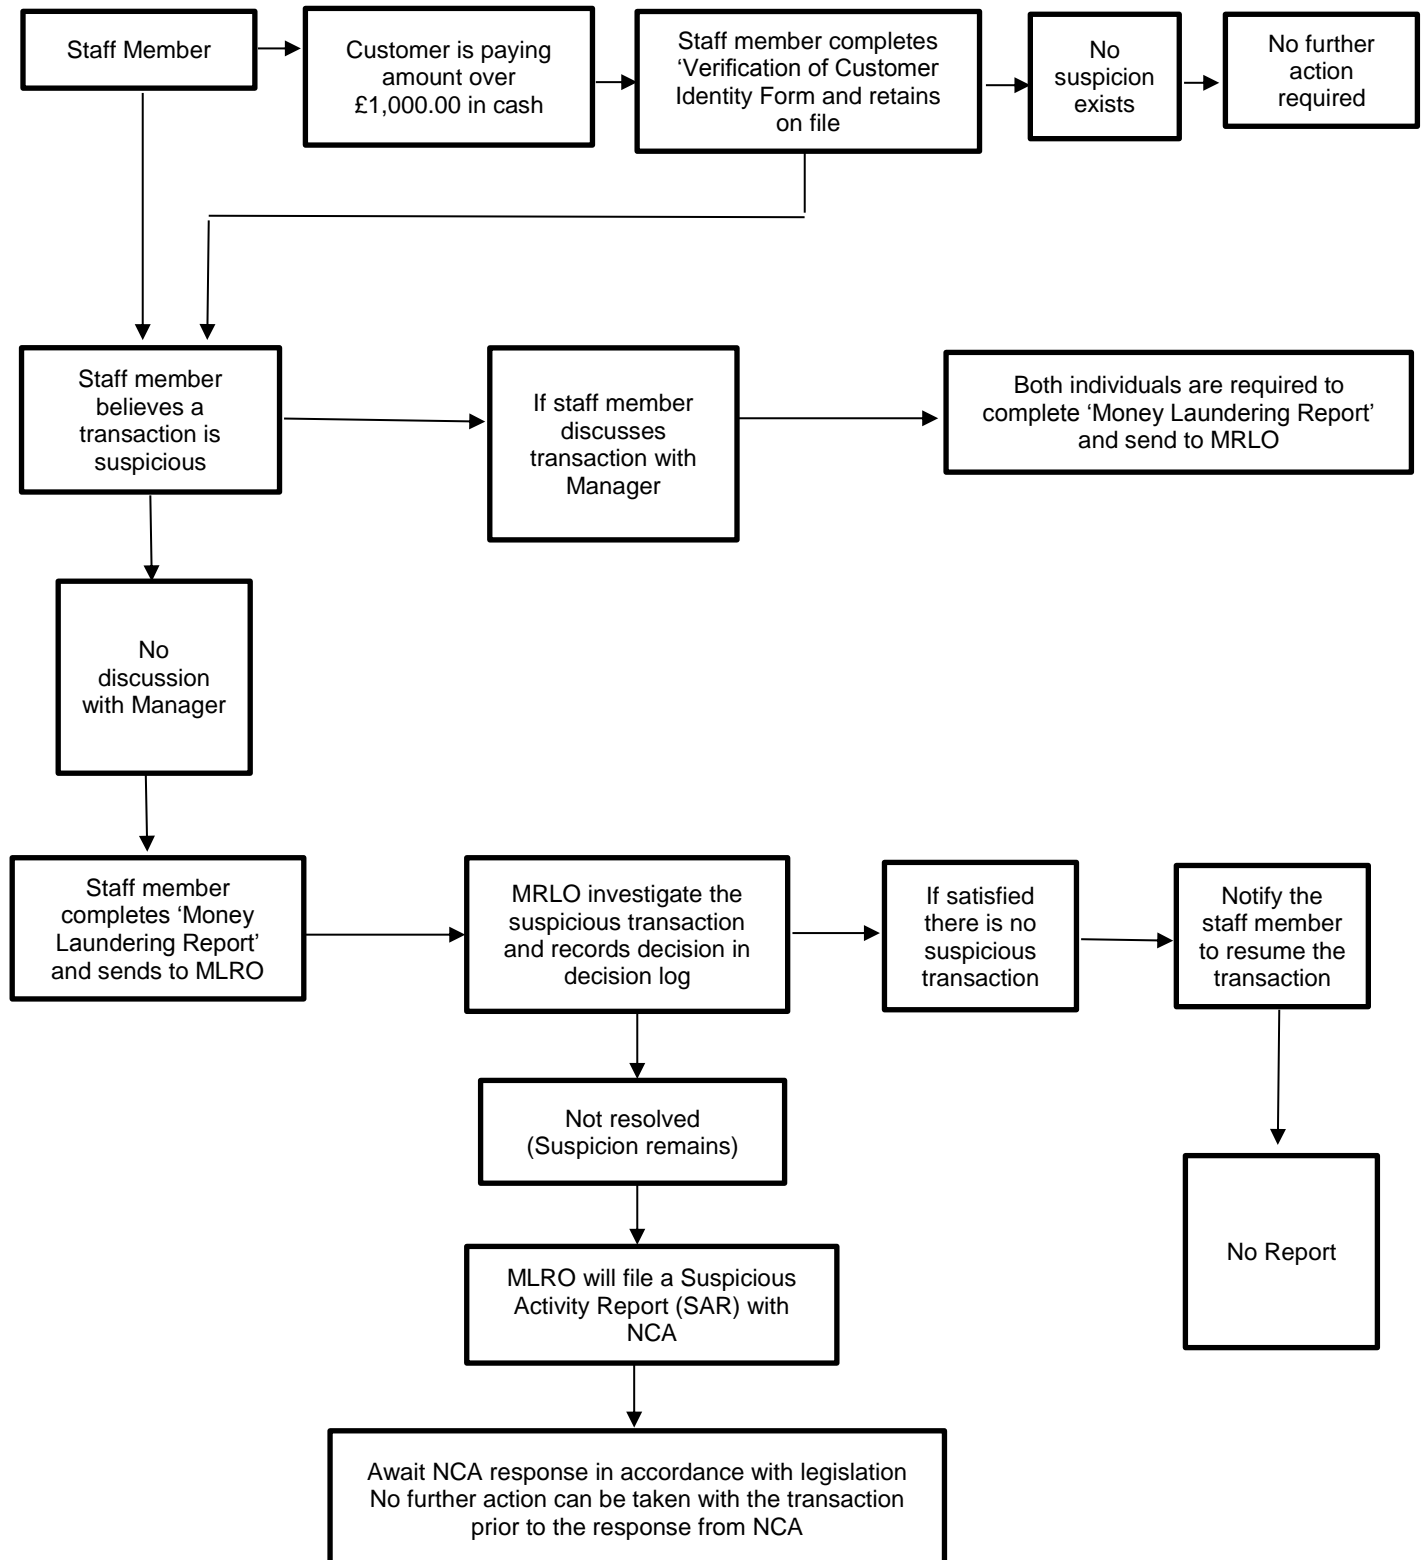 Staff Member
Customer is paying
amount over
£1,000.00 in cash
Staff member completes
‘Verification of Customer
Identity Form and retains
on file
No
suspicion
exists
No further
action
required
Staff member
believes a
transaction is
suspicious
If staff member
discusses
transaction with
Manager
Both individuals are required to
complete ‘Money Laundering Report’
and send to MRLO
No
discussion
with Manager
Staff member
completes ‘Money
Laundering Report’
and sends to MLRO
MRLO investigate the
suspicious transaction
and records decision in
decision log
If satisfied
there is no
suspicious
transaction
Notify the
staff member
to resume the
transaction
Not resolved
(Suspicion remains)
No Report
MLRO will file a Suspicious
Activity Report (SAR) with
NCA
Await NCA response in accordance with legislation
No further action can be taken with the transaction
prior to the response from NCA